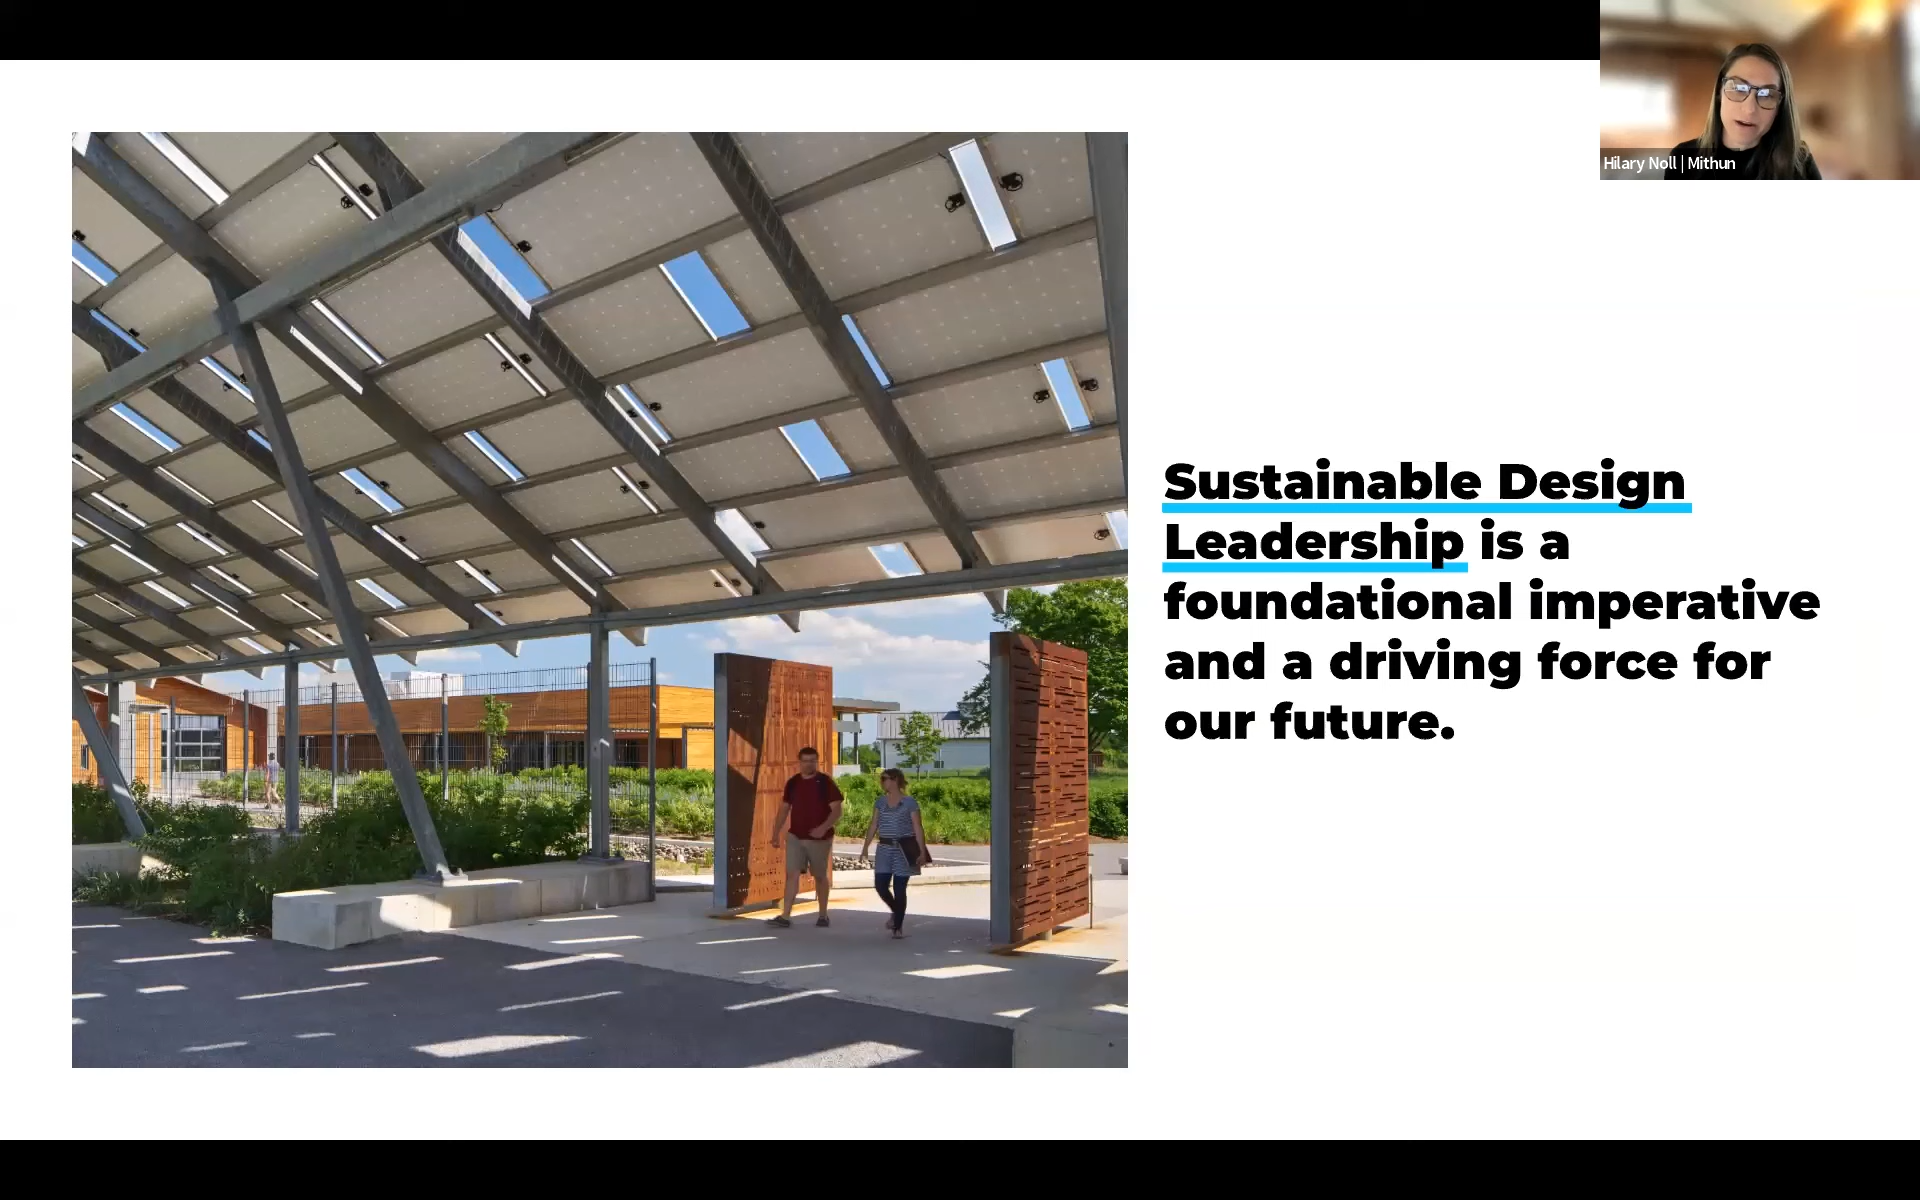 Hilary Noll | Mithun
Sustainable Design
Leadership is a
foundational imperative
and a driving force for
our future.